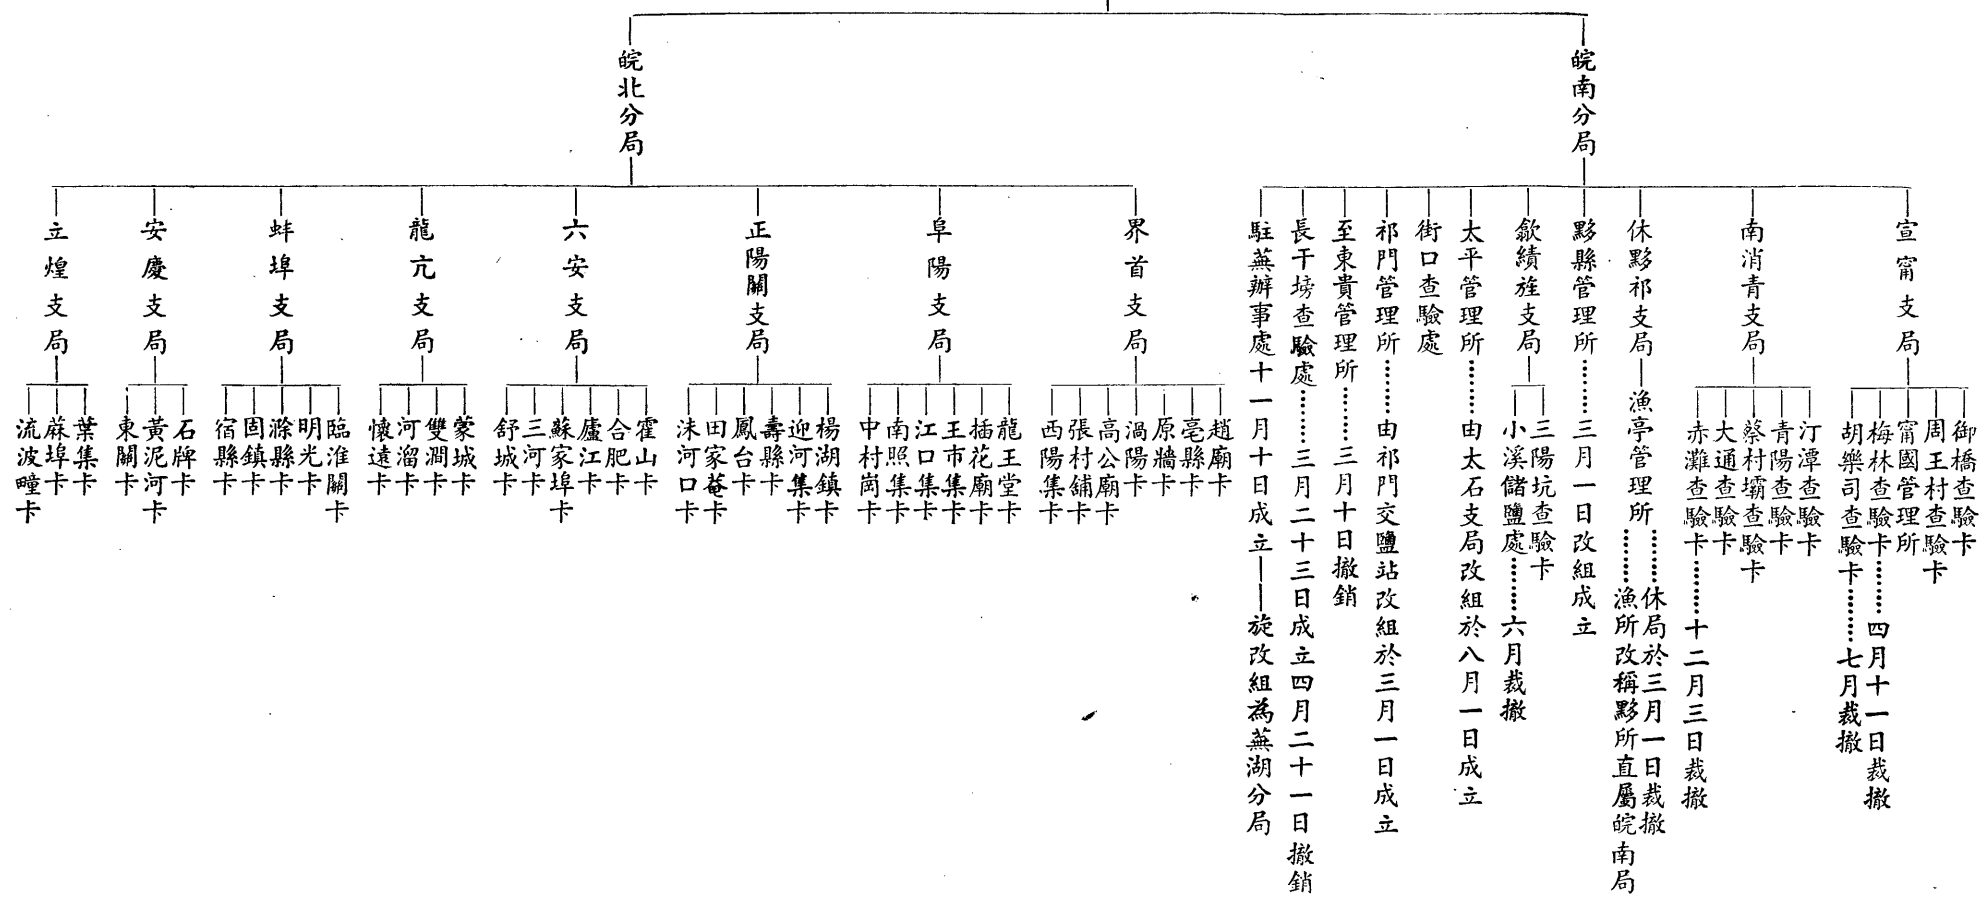 皖南分局
宣甯支局
御橋查驗卡
周王村查驗卡
甯國管理所
梅林查驗卡………四月十一日裁撤
胡樂司查驗卡………七月裁撤
南消青支局
汀潭查驗卡
青陽查驗卡
蔡村壩查驗卡
大通查驗卡
赤灘查驗卡………十二月三日裁撤
休黟祁支局
漁亭管理所
………休局於三月一日裁撤
………漁所改稱黟所直屬皖南局
黟縣管理所………三月一日改組成立
歙績旌支局
三陽坑查驗卡
小溪儲鹽處………六月裁撤
太平管理所………由太石支局改組於八月一日成立
街口查驗處
祁門管理所………由祁門交鹽站改組於三月一日成立
至東貴管理所………三月十日撤銷
長干塝查驗處………三月二十三日成立四月二十一日撤銷
駐蕪辦事處十一月十日成立——旋改組為蕪湖分局
皖北分局
界首支局
趙廟卡
亳縣卡
原牆卡
渦陽卡
高公廟卡
張村舖卡
西陽集卡
阜陽支局
龍王堂卡
插花廟卡
王市集卡
江口集卡
南照集卡
中村崗卡
正陽關支局
楊湖鎮卡
迎河集卡
壽縣卡
鳳台卡
田家菴卡
沫河口卡
六安支局
霍山卡
合肥卡
廬江卡
蘇家埠卡
三河卡
舒城卡
龍亢支局
蒙城卡
雙澗卡
河溜卡
懷遠卡
蚌埠支局
臨淮關卡
明光卡
滁縣卡
固鎮卡
宿縣卡
安慶支局
石牌卡
黃泥河卡
東關卡
立煌支局
葉集卡
蔴埠卡
流波疃卡